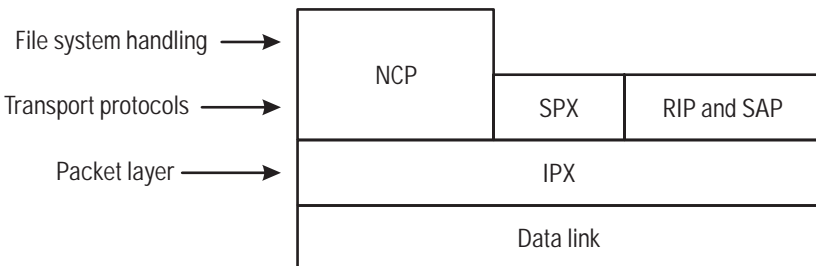 File system handling
NCP
Transport protocols
SPX
RIP and SAP
Packet layer
IPX
Data link